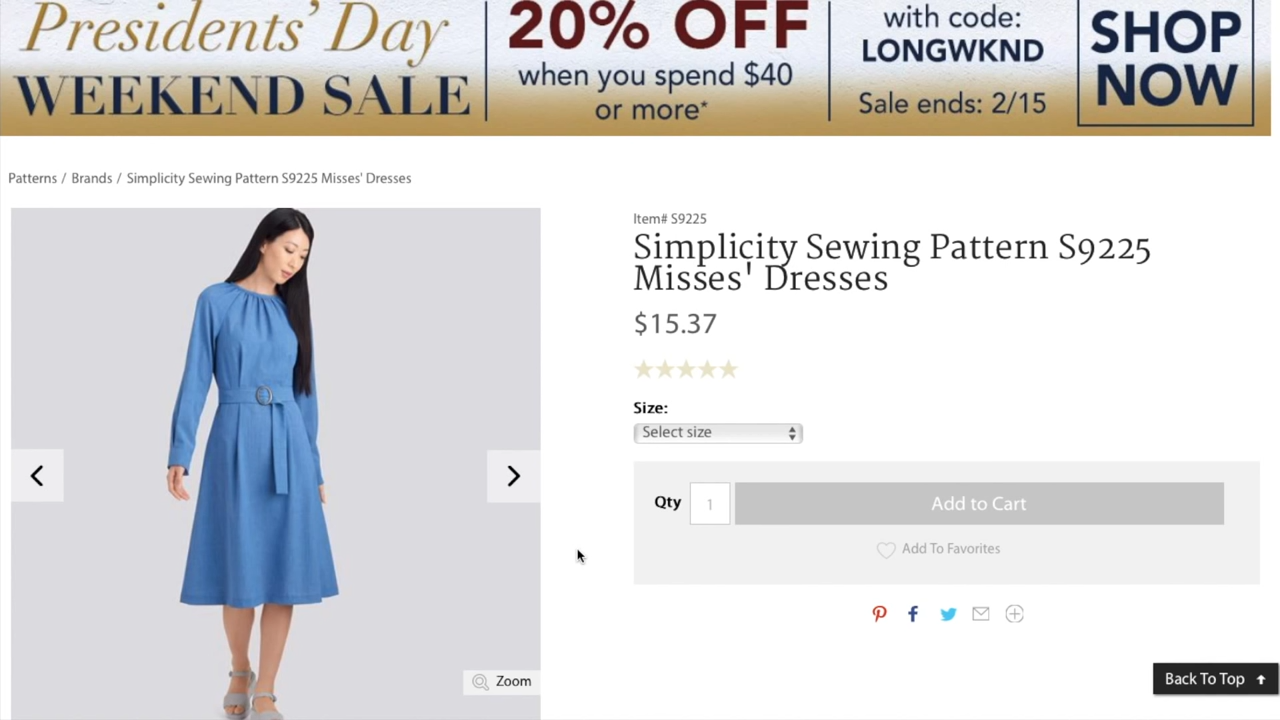 Presidents' Day
WEEKEND SALE
20% OFF
when you spend $40
or more*
with code:
LONGWKND
Sale ends: 2/15
SHOP
NOW
Patterns / Brands / Simplicity Sewing Pattern S9225 Misses' Dresses
Item# S9225
Simplicity Sewing Pattern S9225
Misses' Dresses
$15.37
Size:
Select size
Qty 1 Add to Cart
Add To Favorites
Zoom
Back To Top